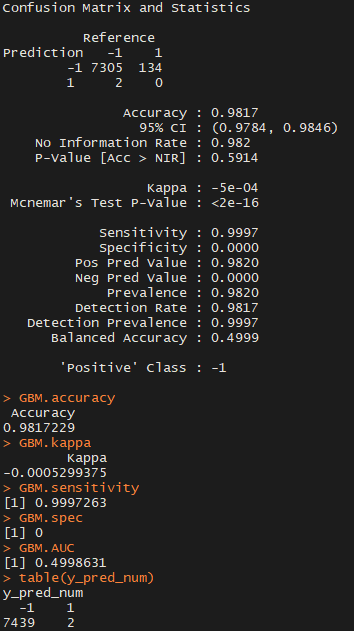 Confusion Matrix and Statistics
Reference
Prediction -1 1
-1 7305 134
1 2 0
Accuracy : 0.9817
95% CI : (0.9784, 0.9846)
No Information Rate : 0.982
P-Value [Acc > NIR] : 0.5914
Kappa : -5e-04
Mcnemar's Test P-Value : <2e-16
Sensitivity : 0.9997
Specificity : 0.0000
Pos Pred Value : 0.9820
Neg Pred Value : 0.0000
Prevalence : 0.9820
Detection Rate : 0.9817
Detection Prevalence : 0.9997
Balanced Accuracy : 0.4999
'Positive' Class : -1
> GBM.accuracy
Accuracy
0.9817229
> GBM.kappa
Kappa
-0.0005299375
> GBM.sensitivity
[1] 0.9997263
> GBM.spec
[1] 0
> GBM.AUC
[1] 0.4998631
> table(y_pred_num)
y_pred_num
-1 1
7439 2